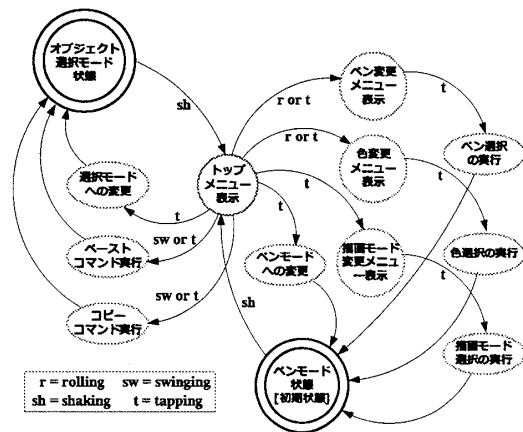 オブジェクト
選択モード
状態
sh
r or t
ペン変更
メニュー
表示
t
ペン選択
の実行
r or t
色変更
メニュー
表示
t
色選択の実行
トップ
メニュー
表示
選択モード
への変更
t
t
t
ペースト
コマンド実行
sw or t
ペンモード
への変更
描画モード
変更メニュ
ー表示
t
描画モード
選択の実行
コピー
コマンド実行
sw or t
sh
ペンモード
状態
[初期状態]
r = rolling sw = swinging
sh = shaking t = tapping